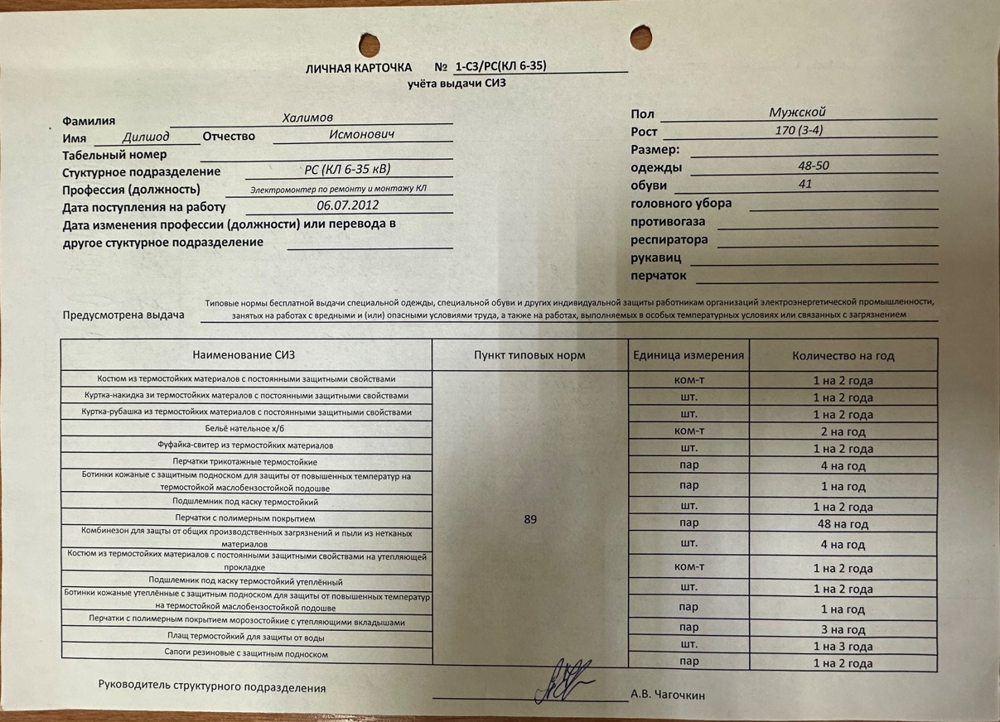 ЛИЧНАЯ КАРТОЧКА № 1-СЗ/РС(КЛ 6-35)
учёта выдачи СИЗ
Фамилия Халимов
Имя Дилшод Отчество Исмонович
Табельный номер
Стуктурное подразделение РС (КЛ 6-35 кВ)
Профессия (должность) Электромонтер по ремонту и монтажу КЛ
Дата поступления на работу 06.07.2012
Дата изменения профессии (должности) или перевода в
другое стуктурное подразделение
Пол Мужской
Рост 170 (3-4)
Размер:
одежды 48-50
обуви 41
головного убора
противогаза
респиратора
рукавиц
перчаток
Предусмотрена выдача
Типовые нормы бесплатной выдачи специальной одежды, специальной обуви и других индивидуальной защиты работникам организаций электроэнергетической промышленности,
занятых на работах с вредными и (или) опасными условиями труда, а также на работах, выполняемых в особых температурных условиях или связанных с загрязнением
Наименование СИЗ Пункт типовых норм Единица измерения Количество на год
Костюм из термостойких материалов с постоянными защитными свойствами ком-т 1 на 2 года
Куртка-накидка зи термостойких матералов с постоянными защитными свойствами шт. 1 на 2 года
Куртка-рубашка из термостойких материалов с постоянными защитными свойствами шт. 1 на 2 года
Бельё нательное х/б ком-т 2 на год
Фуфайка-свитер из термостойких материалов шт. 1 на 2 года
Перчатки трикотажные термостойкие пар 4 на год
Ботинки кожаные с защитным подноском для защиты от повышенных температур на
термостойкой маслобензостойкой подошве пар 1 на год
Подшлемник под каску термостойкий шт. 1 на 2 года
Перчатки с полимерным покрытием 89 пар 48 на год
Комбинезон для защты от общих производственных загрязнений и пыли из нетканых
материалов шт. 4 на год
Костюм из термостойких материалов с постоянными защитными свойствами на утепляющей
прокладке ком-т 1 на 2 года
Подшлемник под каску термостойкий утеплённый шт. 1 на 2 года
Ботинки кожаные утеплённые с защитным подноском для защиты от повышенных температур
на термостойкой маслобензостойкой подошве пар 1 на год
Перчатки с полимерным покрытием морозостойкие с утепляющими вкладышами пар 3 на год
Плащ термостойкий для защиты от воды шт. 1 на 3 года
Сапоги резиновые с защитным подноском пар 1 на 2 года
Руководитель структурного подразделения А.В. Чагочкин